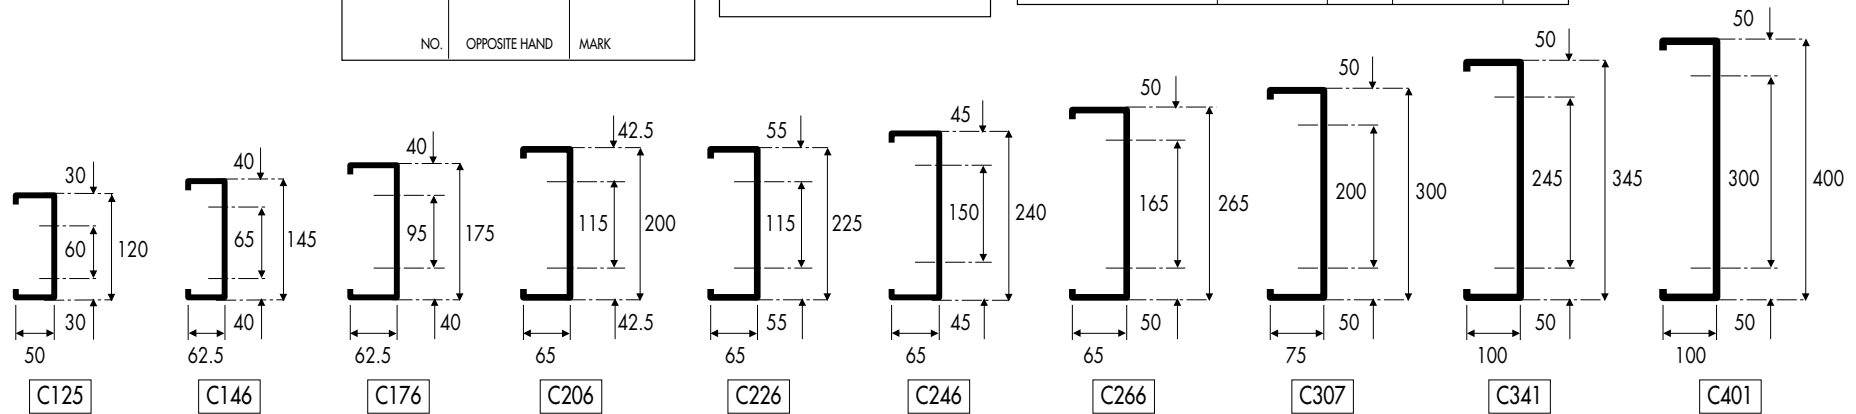 NO. OPPOSITE HAND MARK
30 60 120 30 50 C125
40 65 145 40 62.5 C146
40 95 175 40 62.5 C176
42.5 115 200 42.5 65 C206
55 115 225 55 65 C226
45 150 240 45 65 C246
50 165 265 50 65 C266
50 200 300 50 75 C307
50 245 345 50 100 C341
50 300 400 50 100 C401